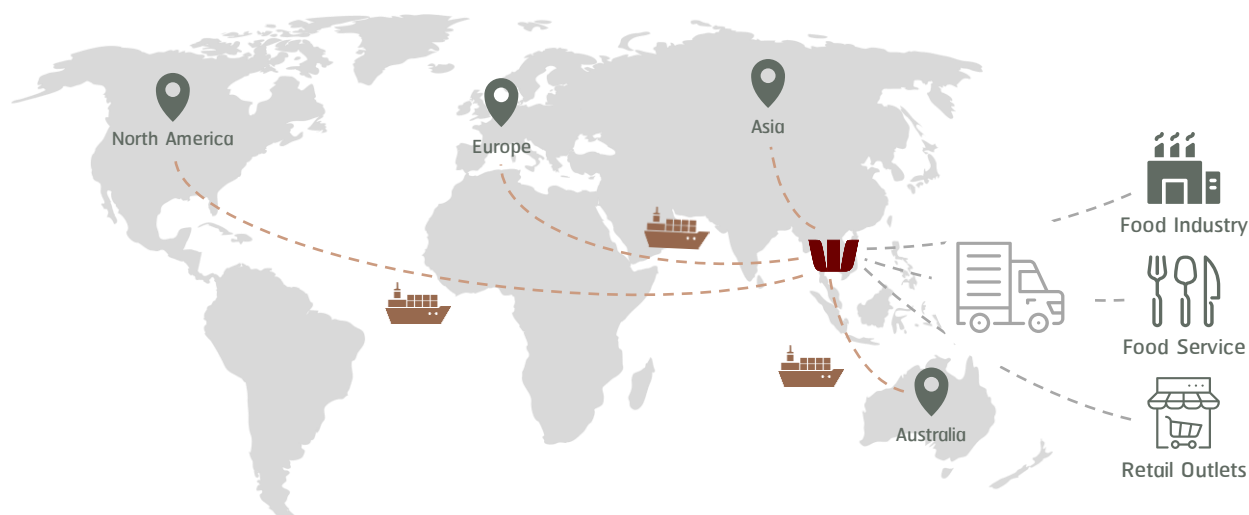 North America
Europe
Asia
Food Industry
Food Service
Australia
Retail Outlets